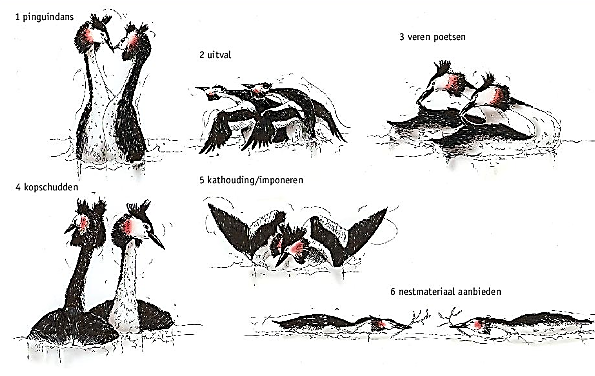 1 pinguindans
2 uitval
3 veren poetsen
4 kopschudden
5 kathouding/imponeren
6 nestmateriaal aanbieden